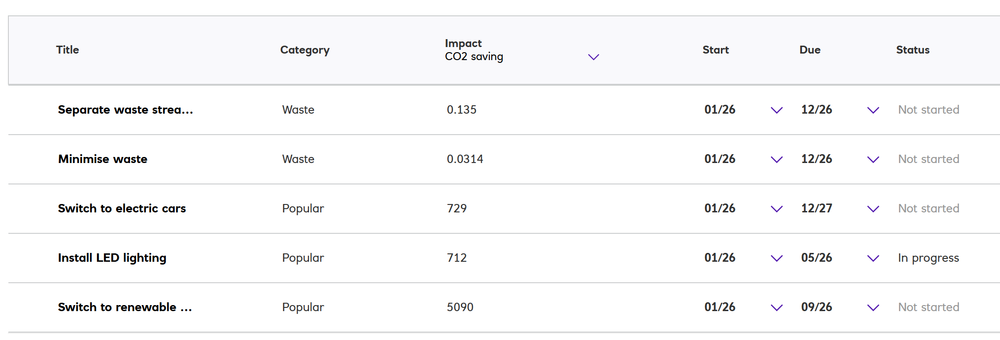 Title Category Impact CO2 saving Start Due Status
Separate waste strea... Waste 0.135 01/26 12/26 Not started
Minimise waste Waste 0.0314 01/26 12/26 Not started
Switch to electric cars Popular 729 01/26 12/27 Not started
Install LED lighting Popular 712 01/26 05/26 In progress
Switch to renewable ... Popular 5090 01/26 09/26 Not started